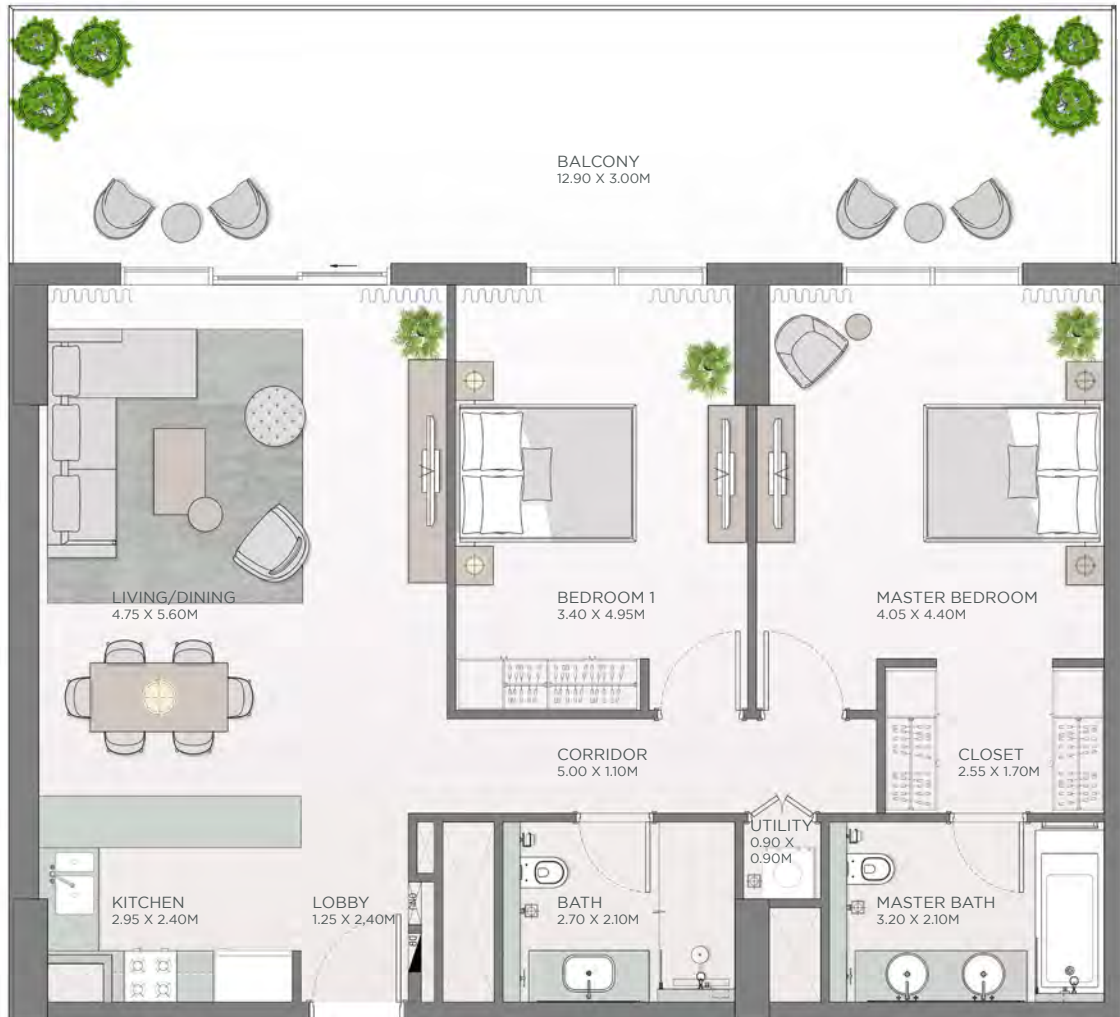 BALCONY
12.90 X 3.00M
LIVING/DINING
4.75 X 5.60M
BEDROOM 1
3.40 X 4.95M
MASTER BEDROOM
4.05 X 4.40M
CORRIDOR
5.00 X 1.10M
CLOSET
2.55 X 1.70M
UTILITY
0.90 X
0.90M
KITCHEN
2.95 X 2.40M
LOBBY
1.25 X 2,40M
BATH
2.70 X 2.10M
MASTER BATH
3.20 X 2.10M